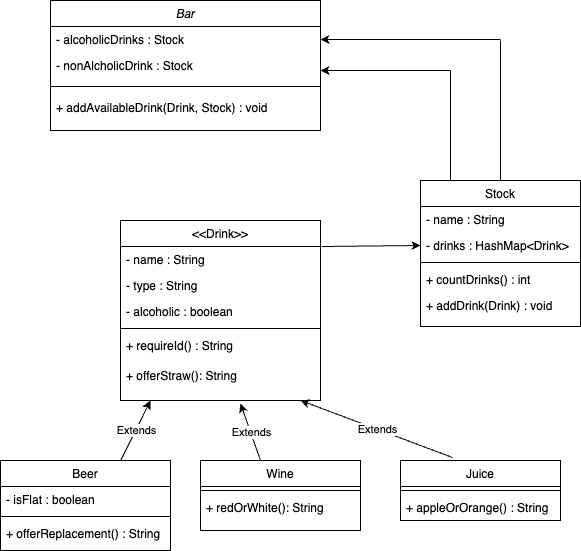 Bar
- alcoholicDrinks : Stock
- nonAlcholicDrink : Stock
+ addAvailableDrink(Drink, Stock) : void
Stock
- name : String
- drinks : HashMap<Drink>
+ countDrinks() : int
+ addDrink(Drink) : void
<<Drink>>
- name : String
- type : String
- alcoholic : boolean
+ requireId() : String
+ offerStraw(): String
Extends
Extends
Extends
Beer
- isFlat : boolean
+ offerReplacement() : String
Wine
+ redOrWhite(): String
Juice
+ appleOrOrange() : String